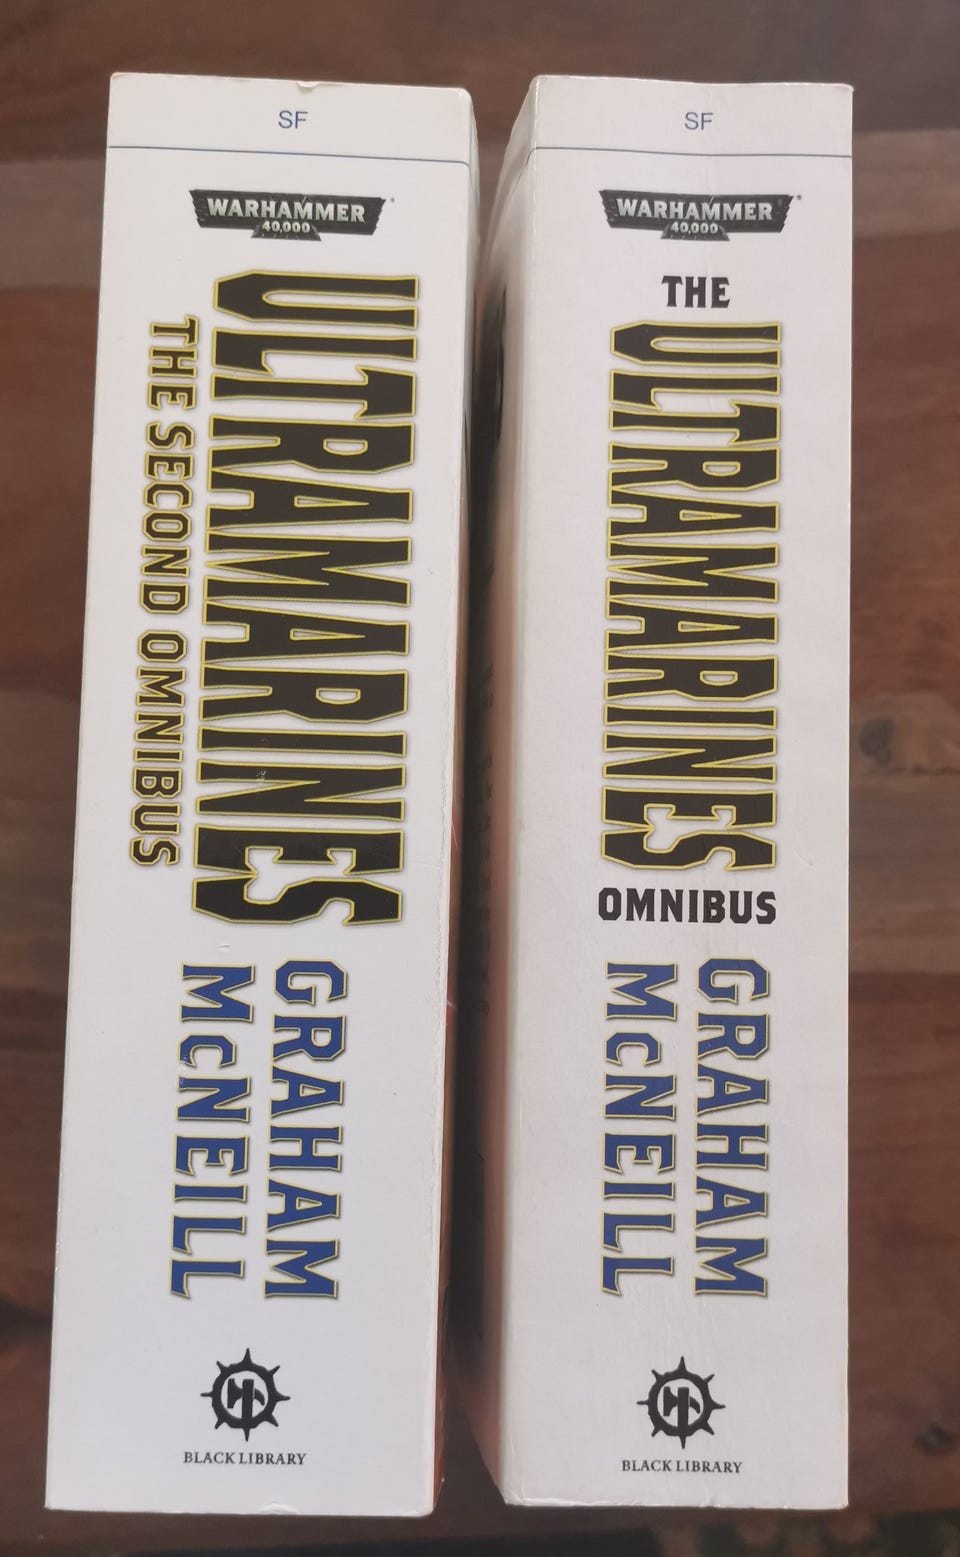 SF
WARHAMMER
40,000
ULTRAMARINES
THE SECOND OMNIBUS
GRAHAM
McNEILL
BLACK LIBRARY
SF
WARHAMMER
40,000
THE
ULTRAMARINES
OMNIBUS
GRAHAM
McNEILL
BLACK LIBRARY